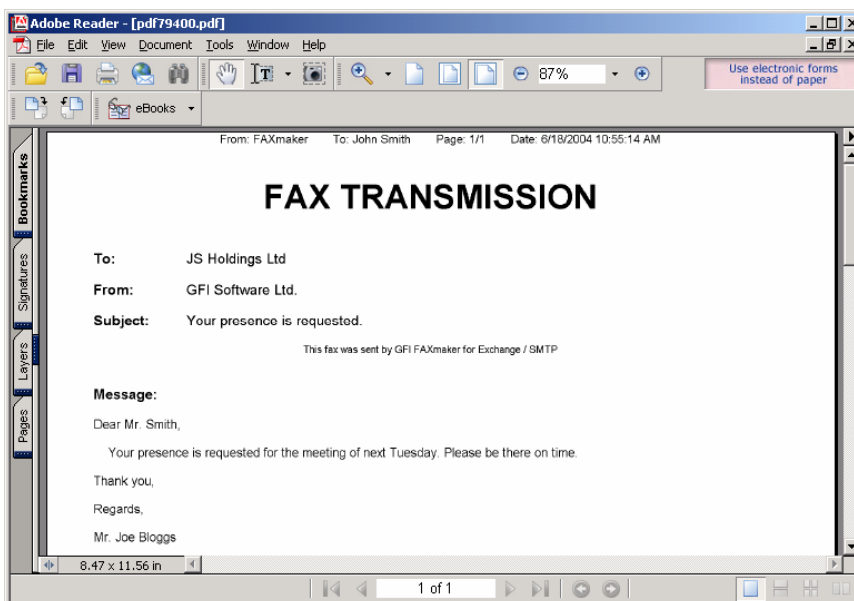 Adobe Reader - [pdf79400.pdf]
File Edit View Document Tools Window Help
87%
Use electronic forms
instead of paper
eBooks
From: FAXmaker To: John Smith Page: 1/1 Date: 6/18/2004 10:55:14 AM
FAX TRANSMISSION
To: JS Holdings Ltd
From: GFI Software Ltd.
Subject: Your presence is requested.
This fax was sent by GFI FAXmaker for Exchange / SMTP
Message:
Dear Mr. Smith,
Your presence is requested for the meeting of next Tuesday. Please be there on time.
Thank you,
Regards,
Mr. Joe Bloggs
Bookmarks
Signatures
Layers
Pages
8.47 x 11.56 in
1 of 1